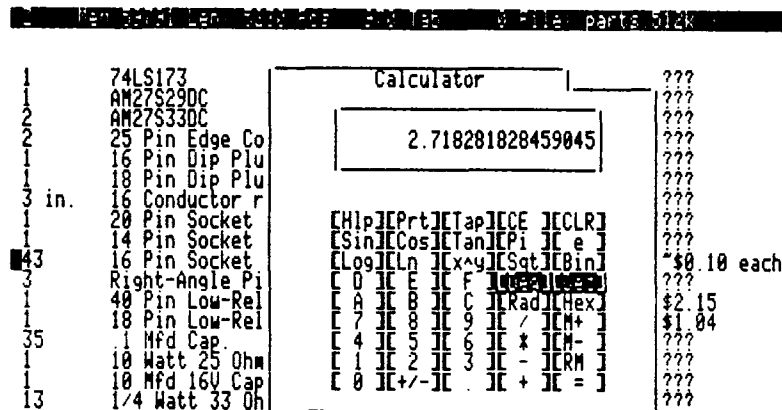 parts 512k
Calculator
1 74LS173 ???
1 AM27S29DC ???
2 AM27S33DC ???
2 25 Pin Edge Co 2.718281828459045 ???
1 16 Pin Dip Plu ???
1 18 Pin Dip Plu ???
3 in. 16 Conductor r ???
1 20 Pin Socket [Hlp][Prt][Tap][CE ][CLR] ???
1 14 Pin Socket [Sin][Cos][Tan][Pi ][ e ] ???
43 16 Pin Socket [Log][Ln ][x^y][Sqt][Bin] ~$0.10 each
3 Right-Angle Pi [ D ][ E ][ F ] ???
1 40 Pin Low-Rel [ A ][ B ][ C ][Rad][Hex] $2.15
1 18 Pin Low-Rel [ 7 ][ 8 ][ 9 ][ / ][M+ ] $1.04
35 .1 Mfd Cap. [ 4 ][ 5 ][ 6 ][ * ][M- ] ???
1 10 Watt 25 Ohm [ 1 ][ 2 ][ 3 ][ - ][RM ] ???
1 10 Mfd 16V Cap [ 0 ][+/-][ . ][ + ][ = ] ???
13 1/4 Watt 33 Oh ???